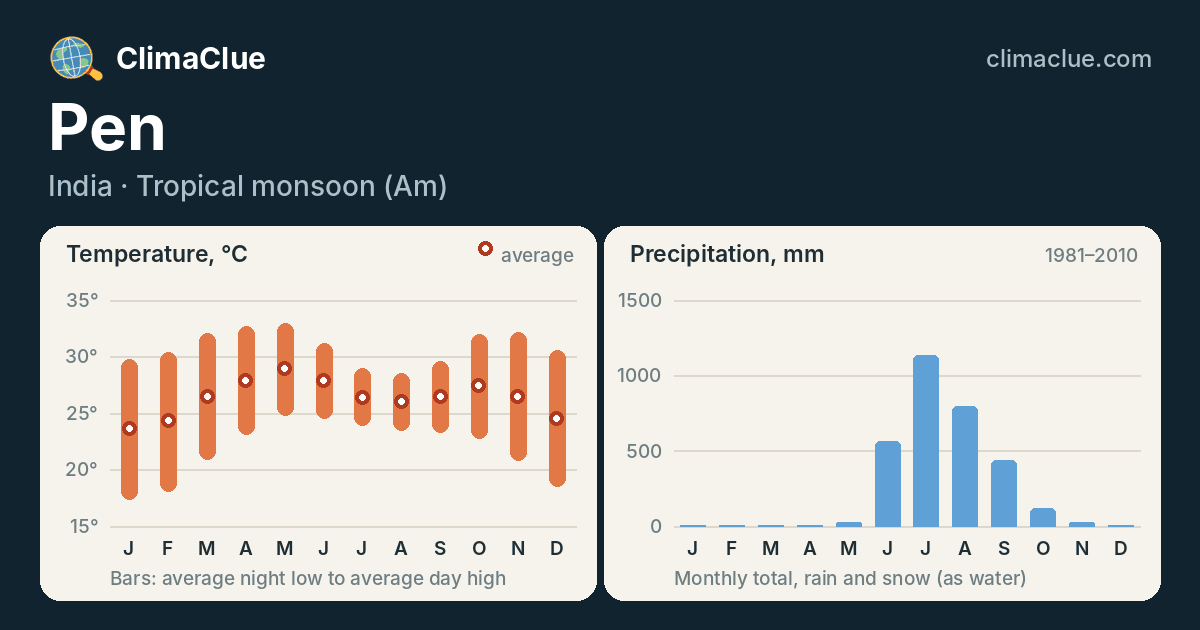 ClimaClue
climaclue.com
Pen
India · Tropical monsoon (Am)
Temperature, °C
average
35°
30°
25°
20°
15°
J F M A M J J A S O N D
Bars: average night low to average day high
Precipitation, mm
1981–2010
1500
1000
500
0
J F M A M J J A S O N D
Monthly total, rain and snow (as water)